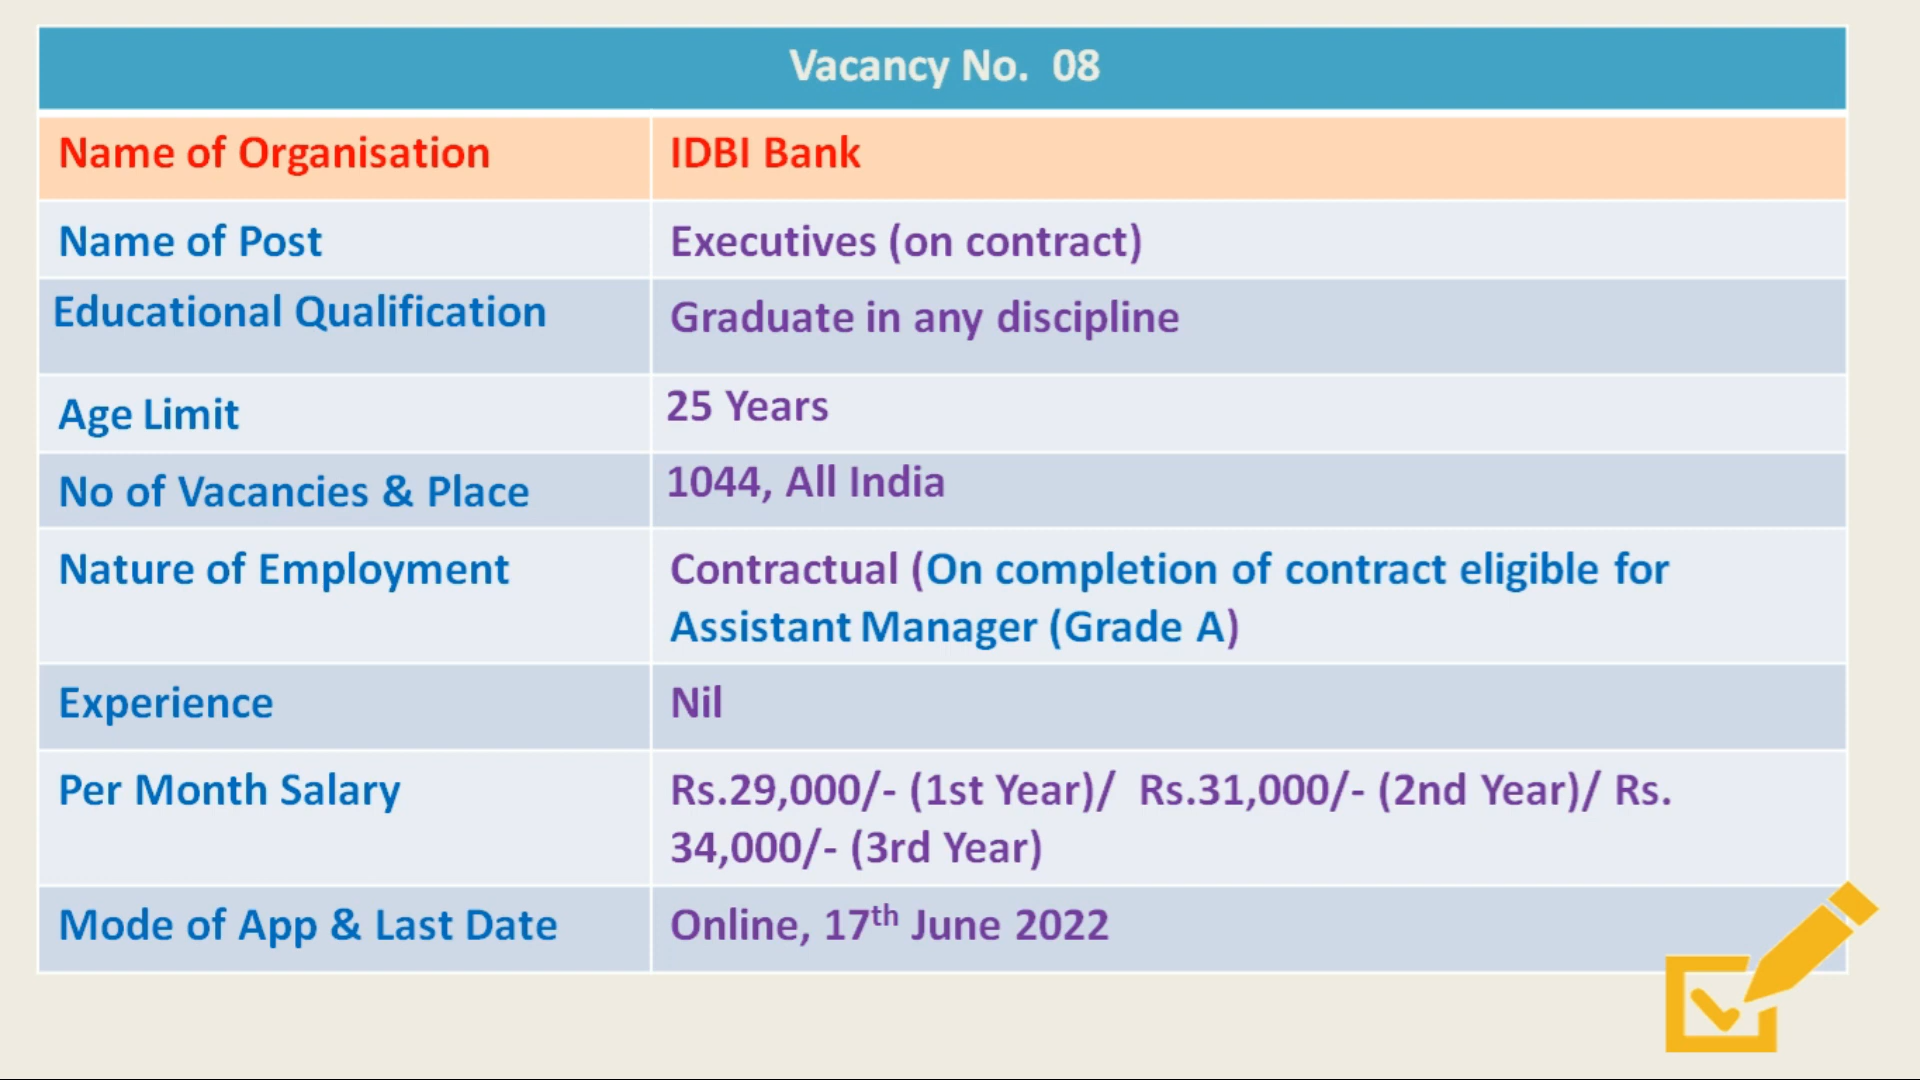 Vacancy No. 08
Name of Organisation IDBI Bank
Name of Post Executives (on contract)
Educational Qualification Graduate in any discipline
Age Limit 25 Years
No of Vacancies & Place 1044, All India
Nature of Employment Contractual (On completion of contract eligible for
Assistant Manager (Grade A)
Experience Nil
Per Month Salary Rs.29,000/- (1st Year)/ Rs.31,000/- (2nd Year)/ Rs.
34,000/- (3rd Year)
Mode of App & Last Date Online, 17th June 2022